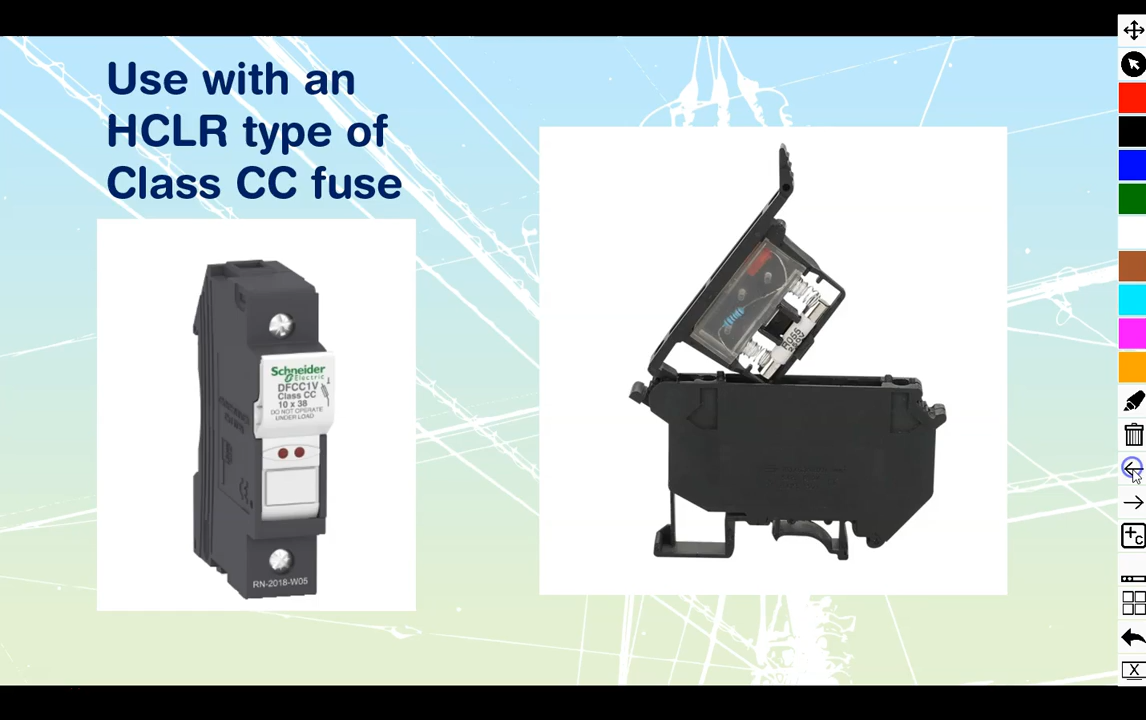 Use with an
HCLR type of
Class CC fuse
Schneider
Electric
DFCC1V
Class CC
10 x 38
DO NOT OPERATE
UNDER LOAD
RN-2018-W05
+C
X